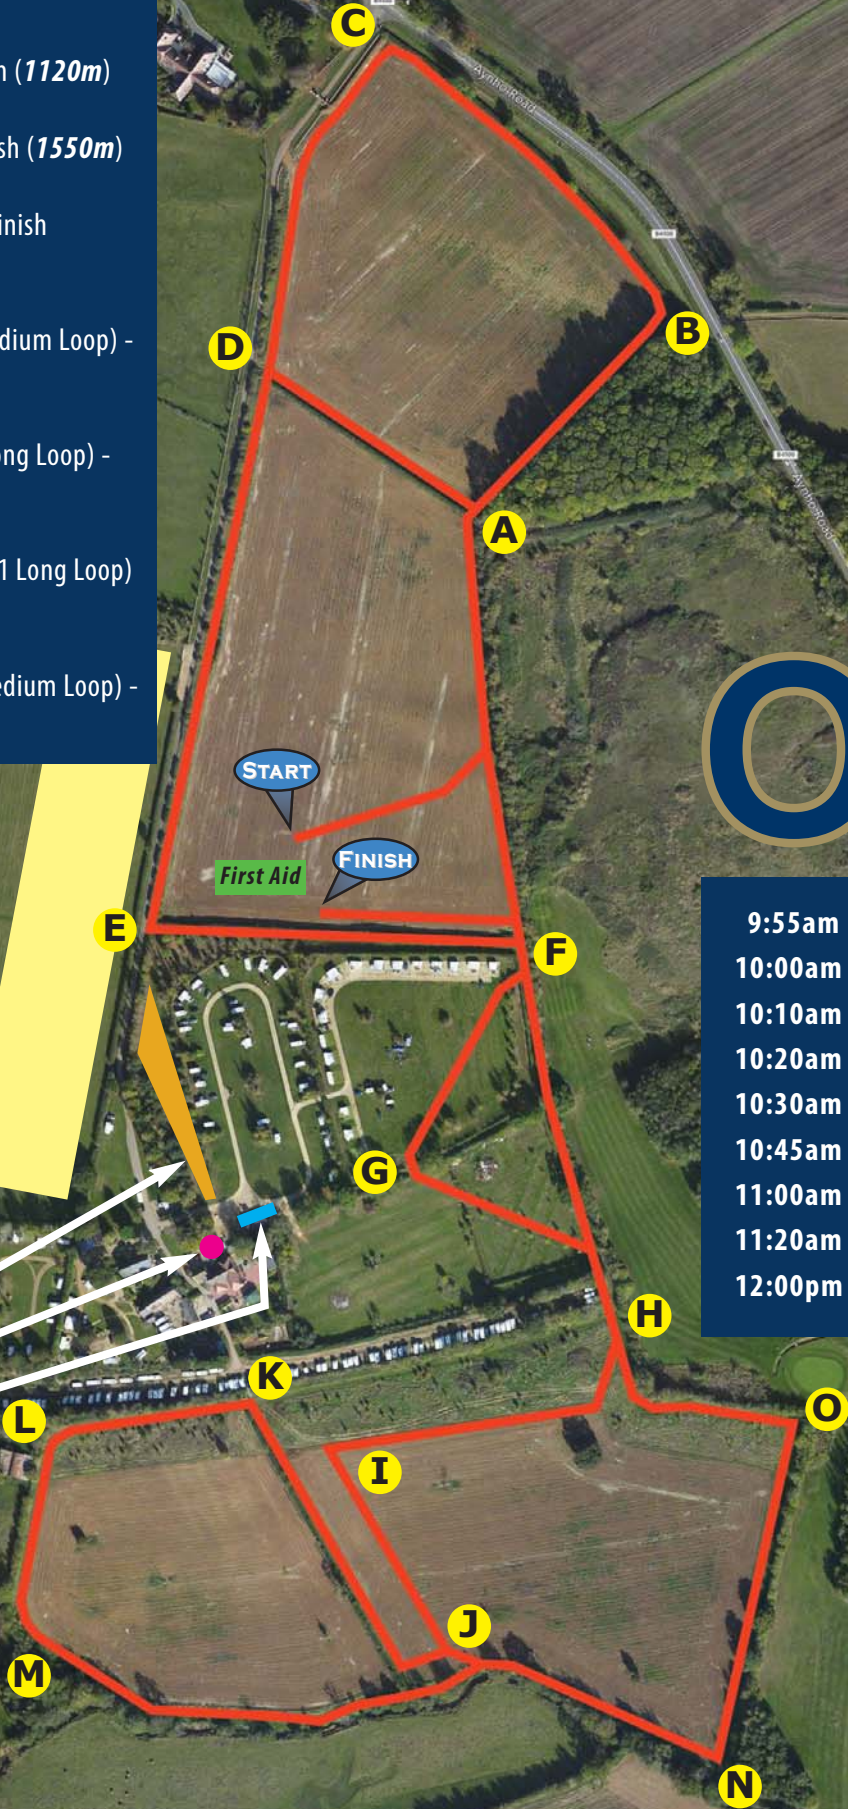 n (1120m)
sh (1550m)
inish
dium Loop) -
ong Loop) -
1 Long Loop)
edium Loop) -
C
Aynho Road
B
D
A
Aynho Road
START
FINISH
First Aid
E
F
G
H
K
L
O
I
J
M
N
O
9:55am
10:00am
10:10am
10:20am
10:30am
10:45am
11:00am
11:20am
12:00pm